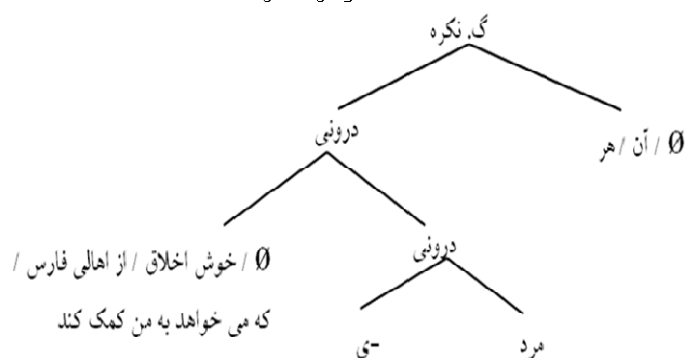 گ. نکره
درونی
Ø / آن / هر
درونی
Ø / خوش اخلاق / از اهالی فارس /
که می خواهد به من کمک کند
مرد
-ی